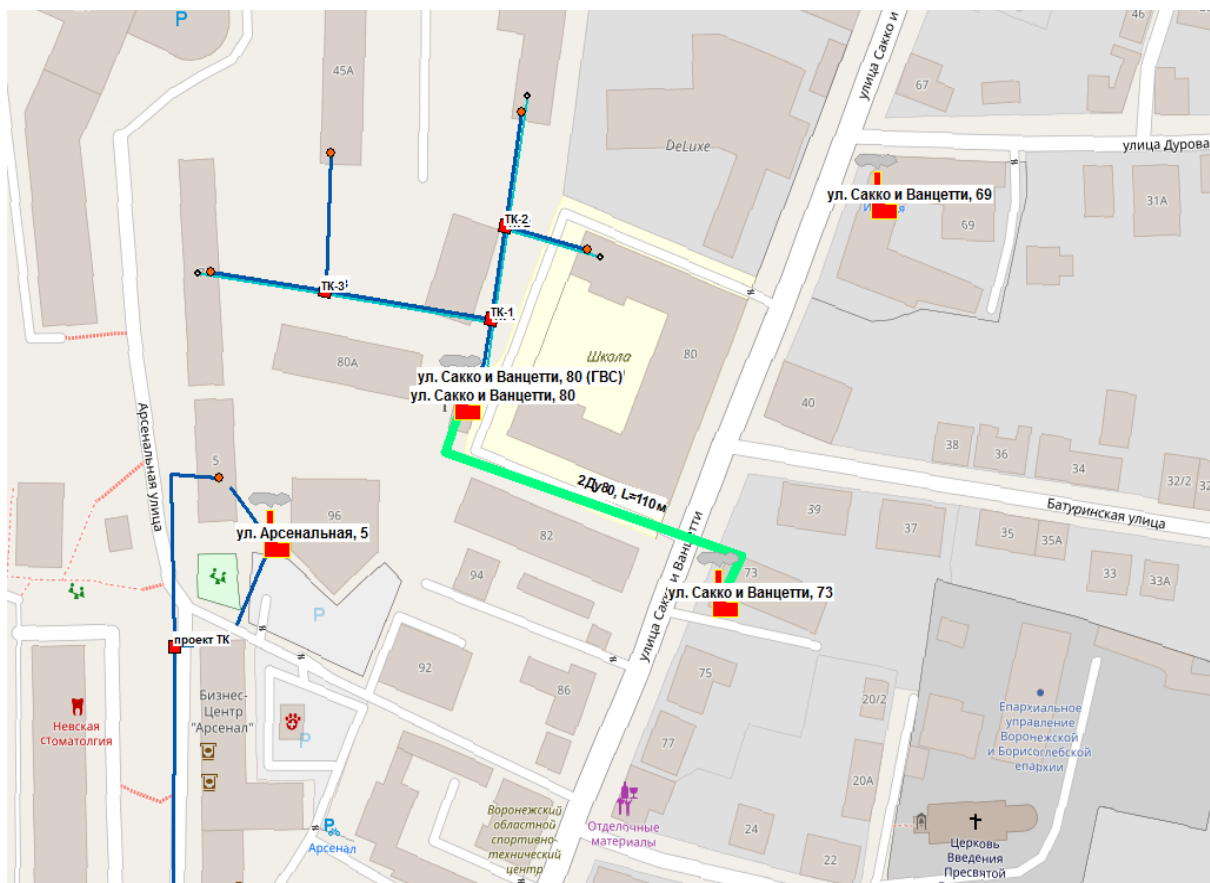 P
45А
улица Сакко и
46
67
DeLuxe
улица Дурова
ул. Сакко и Ванцетти, 69
69
31А
ТК-2
ТК-3
ТК-1
80А
Школа
80
ул. Сакко и Ванцетти, 80 (ГВС)
ул. Сакко и Ванцетти, 80
40
38
36
34
32/2
Арсенальная улица
5
96
2Ду80, L=110м
39
37
35
35А
Батуринская улица
ул. Арсенальная, 5
82
94
73
33
33А
ул. Сакко и Ванцетти, 73
улица Сакко и Ванцетти
P
проект ТК
92
86
75
20/2
Невская
стоматолгия
Бизнес-
Центр
"Арсенал"
P
77
Епархиальное
управление
Воронежской
и Борисоглебской
епархии
20А
Воронежский
областной
спортивно-
технический
центр
P
Арсенал
Отделочные
материалы
24
22
Церковь
Введения
Пресвятой